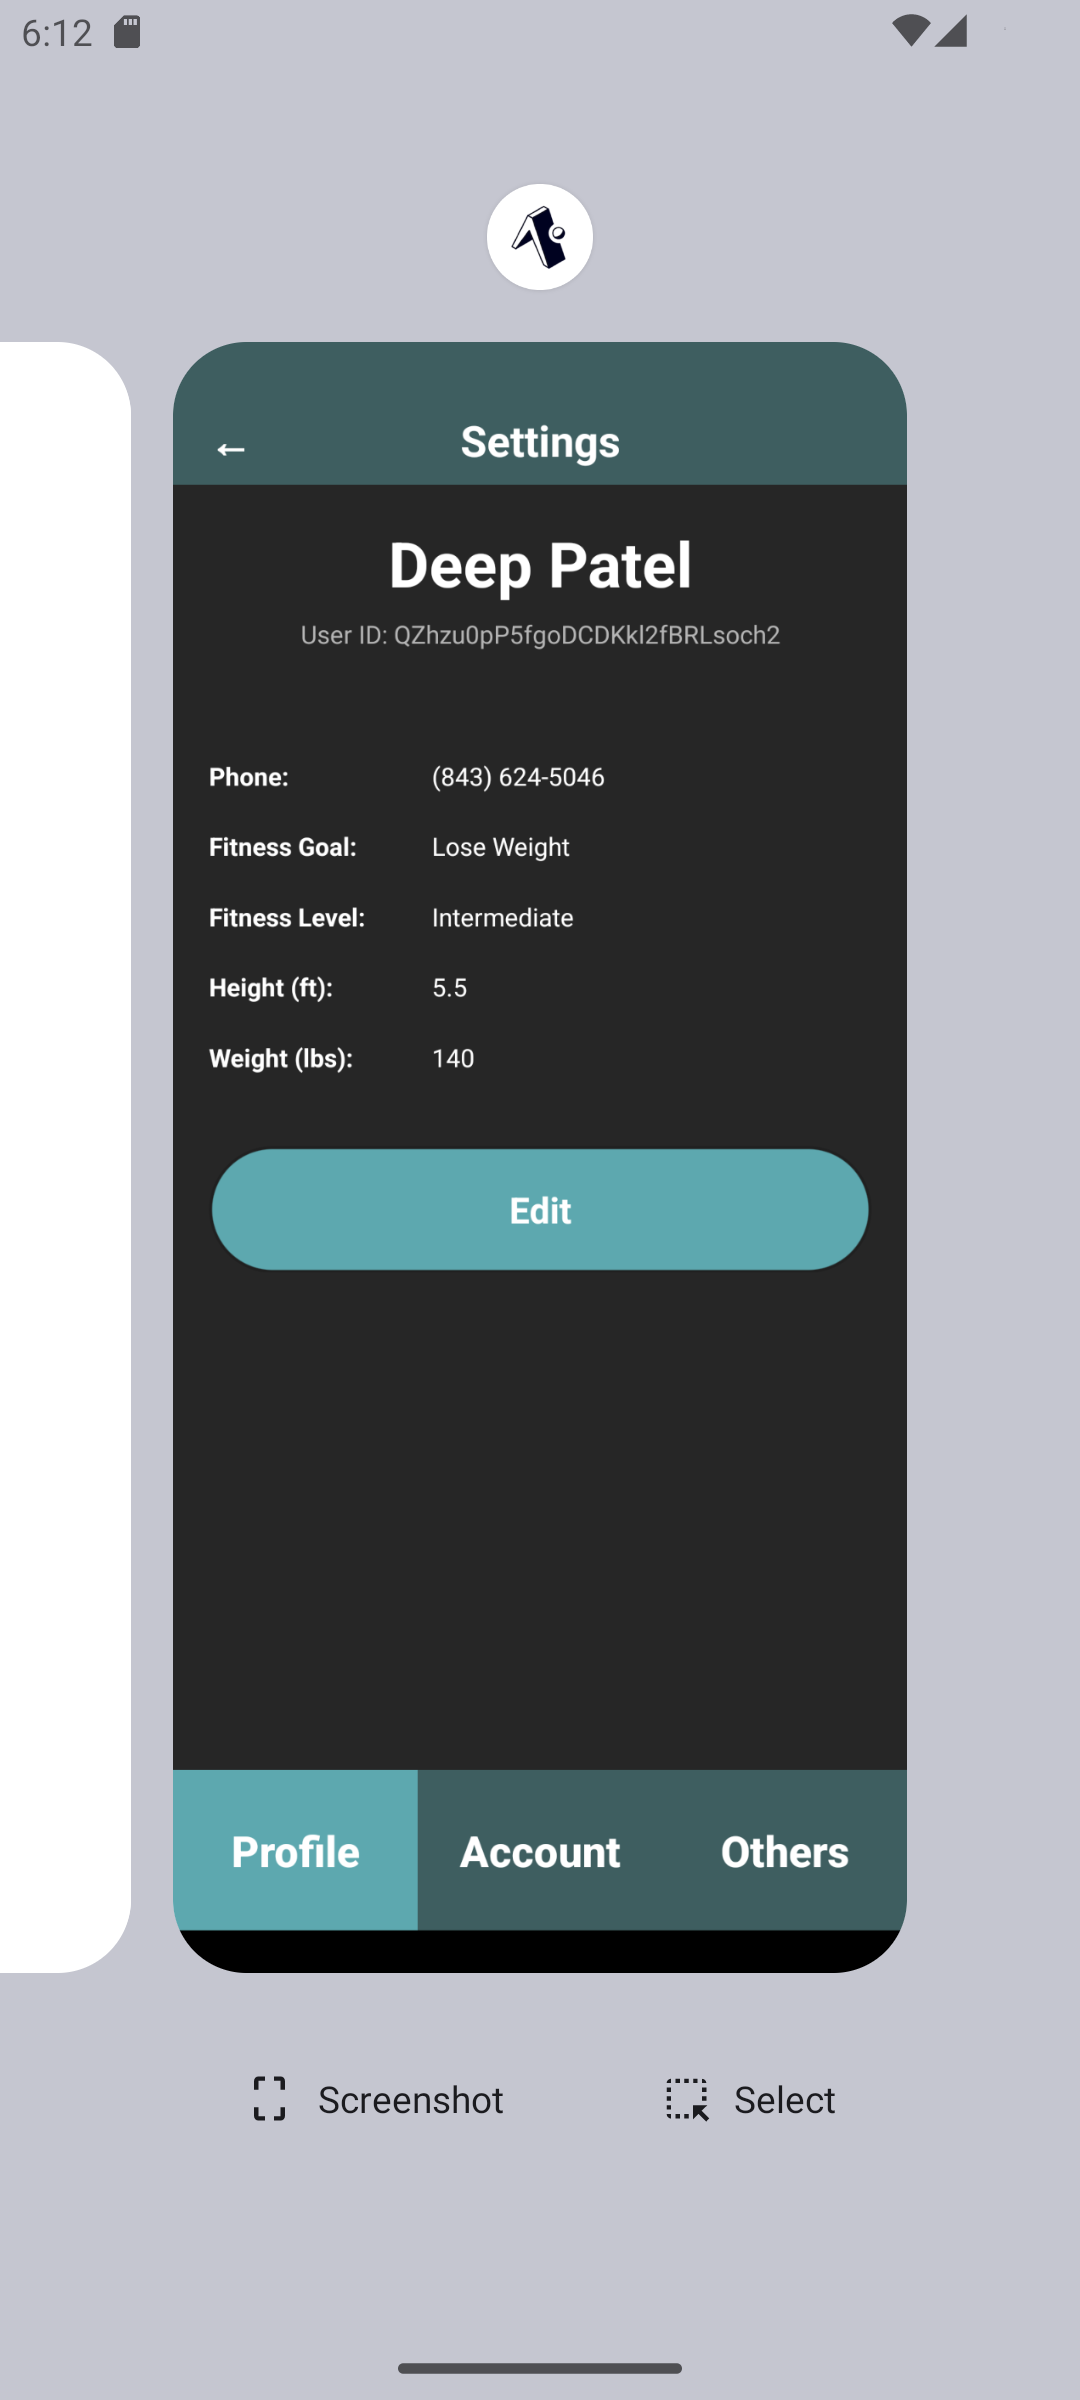 6:12
← Settings
Deep Patel
User ID: QZhzu0pP5fgoDCDKkl2fBRLsoch2
Phone: (843) 624-5046
Fitness Goal: Lose Weight
Fitness Level: Intermediate
Height (ft): 5.5
Weight (lbs): 140
Edit
Profile Account Others
Screenshot Select